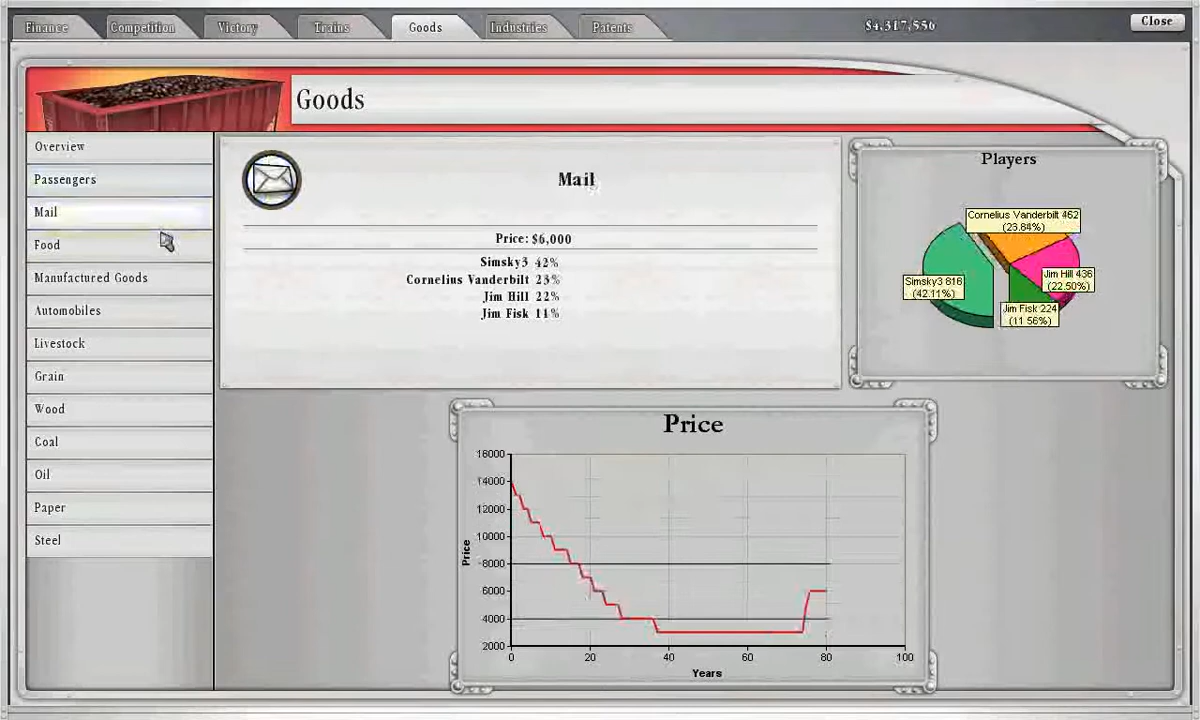 Finance
Competition
Victory
Trains
Goods
Industries
Patents
$4,317,556
Close
Goods
Overview
Passengers
Mail
Food
Manufactured Goods
Automobiles
Livestock
Grain
Wood
Coal
Oil
Paper
Steel
Mail
Price: $6,000
Simsky3 42%
Cornelius Vanderbilt 23%
Jim Hill 22%
Jim Fisk 11%
Players
Cornelius Vanderbilt 462
(23.84%)
Simsky3 816
(42.11%)
Jim Hill 436
(22.50%)
Jim Fisk 224
(11.56%)
Price
18000
16000
14000
12000
10000
8000
6000
4000
2000
Price
0 20 40 60 80 100
Years